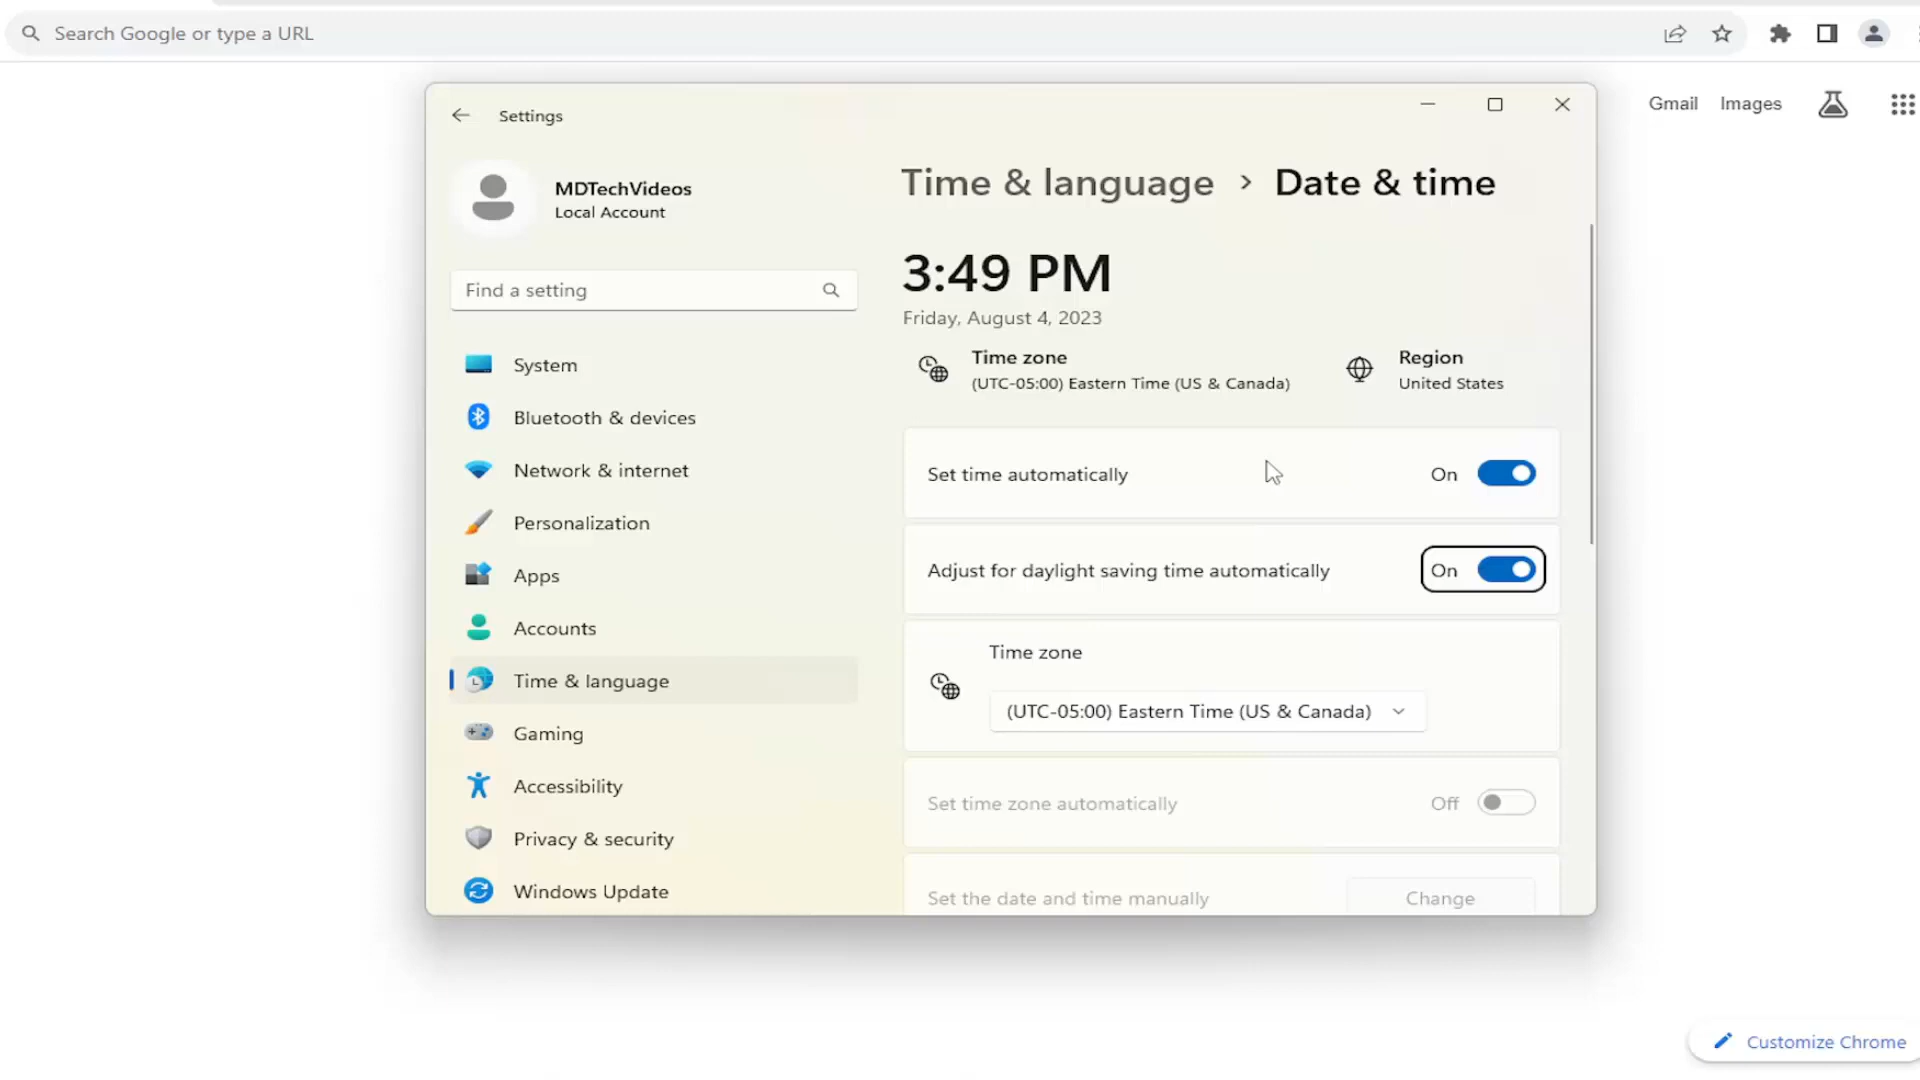 Search Google or type a URL
Gmail Images
Settings
MDTechVideos
Local Account
Find a setting
System
Bluetooth & devices
Network & internet
Personalization
Apps
Accounts
Time & language
Gaming
Accessibility
Privacy & security
Windows Update
Time & language > Date & time
3:49 PM
Friday, August 4, 2023
Time zone
(UTC-05:00) Eastern Time (US & Canada)
Region
United States
Set time automatically On
Adjust for daylight saving time automatically On
Time zone
(UTC-05:00) Eastern Time (US & Canada)
Set time zone automatically Off
Set the date and time manually Change
Customize Chrome